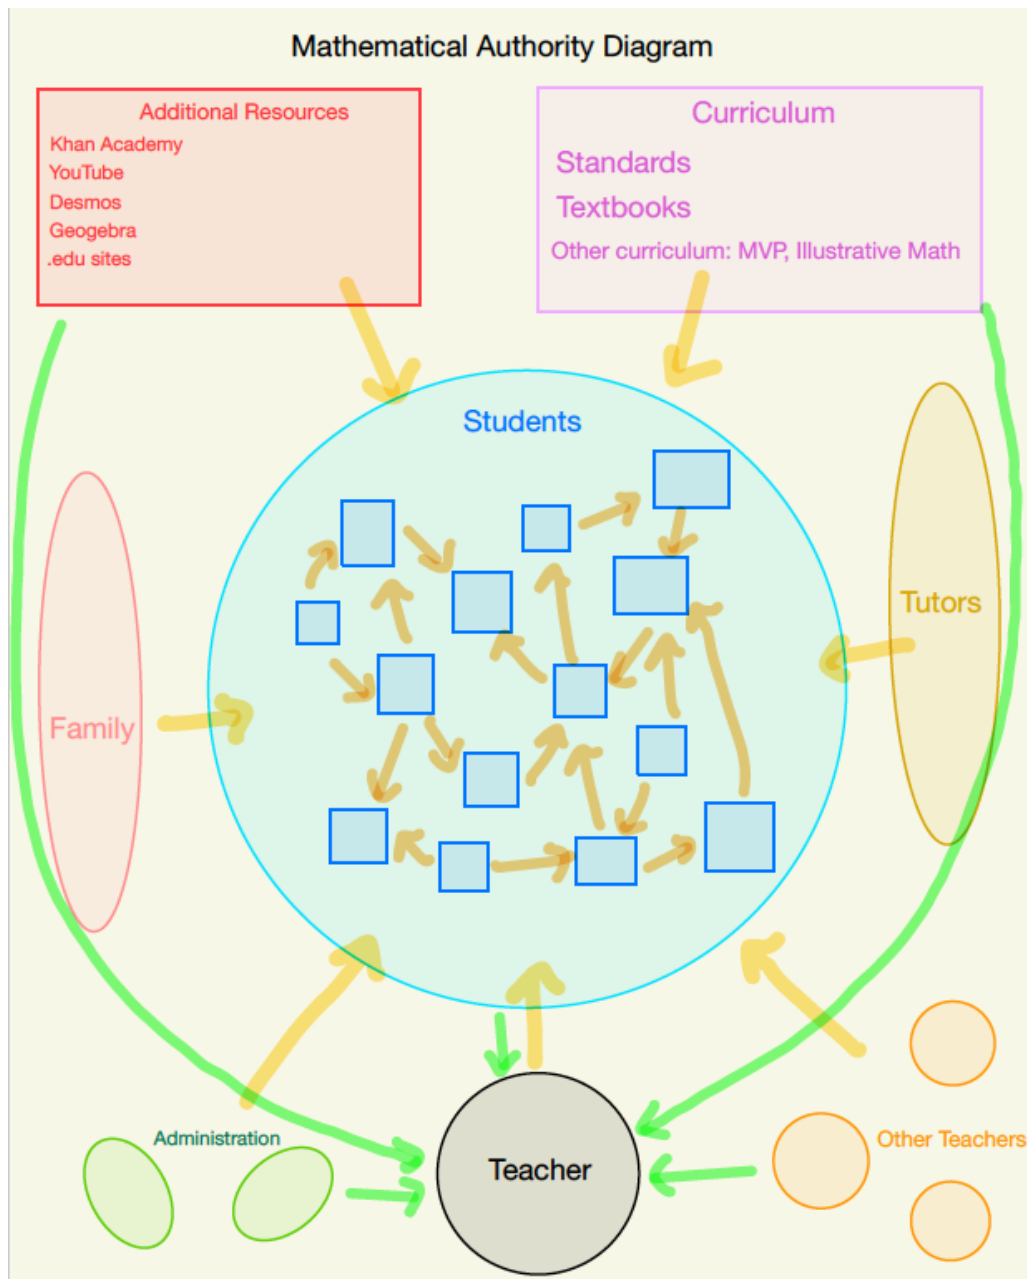 Mathematical Authority Diagram
Additional Resources
Khan Academy
YouTube
Desmos
Geogebra
.edu sites
Curriculum
Standards
Textbooks
Other curriculum: MVP, Illustrative Math
Students
Tutors
Family
Administration
Other Teachers
Teacher